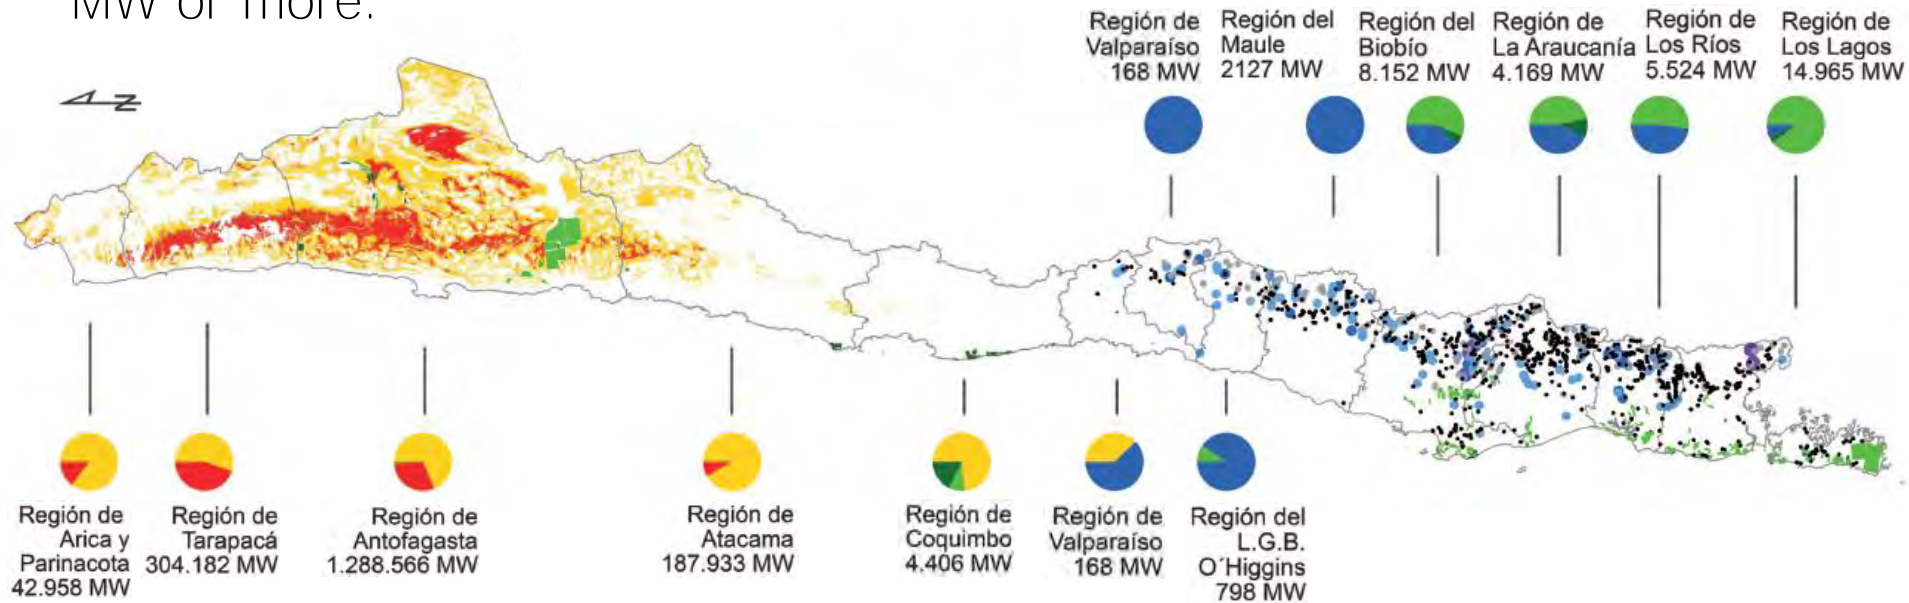 MW or more.
Región de
Valparaíso
168 MW
Región del
Maule
2127 MW
Región del
Biobío
8.152 MW
Región de
La Araucanía
4.169 MW
Región de
Los Ríos
5.524 MW
Región de
Los Lagos
14.965 MW
N
Región de
Arica y
Parinacota
42.958 MW
Región de
Tarapacá
304.182 MW
Región de
Antofagasta
1.288.566 MW
Región de
Atacama
187.933 MW
Región de
Coquimbo
4.406 MW
Región de
Valparaíso
168 MW
Región del
L.G.B.
O´Higgins
798 MW